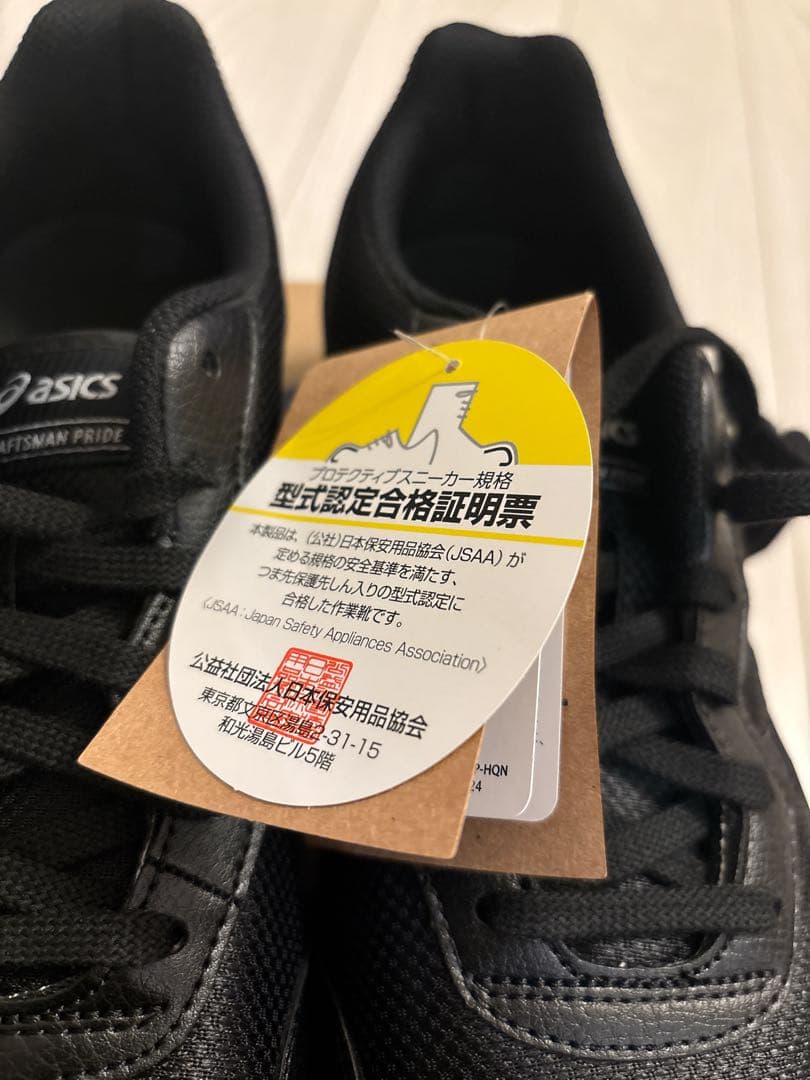 asics
AFTSMAN PRIDE
プロテクティブスニーカー規格
型式認定合格証明票
本製品は、(公社)日本保安用品協会(JSAA)が
定める規格の安全基準を満たす、
つま先保護先しん入りの型式認定に
合格した作業靴です。
〈JSAA : Japan Safety Appliances Association〉
公益社団法人日本保安用品協会
東京都文京区湯島2-31-15
和光湯島ビル5階
P-HQN
24